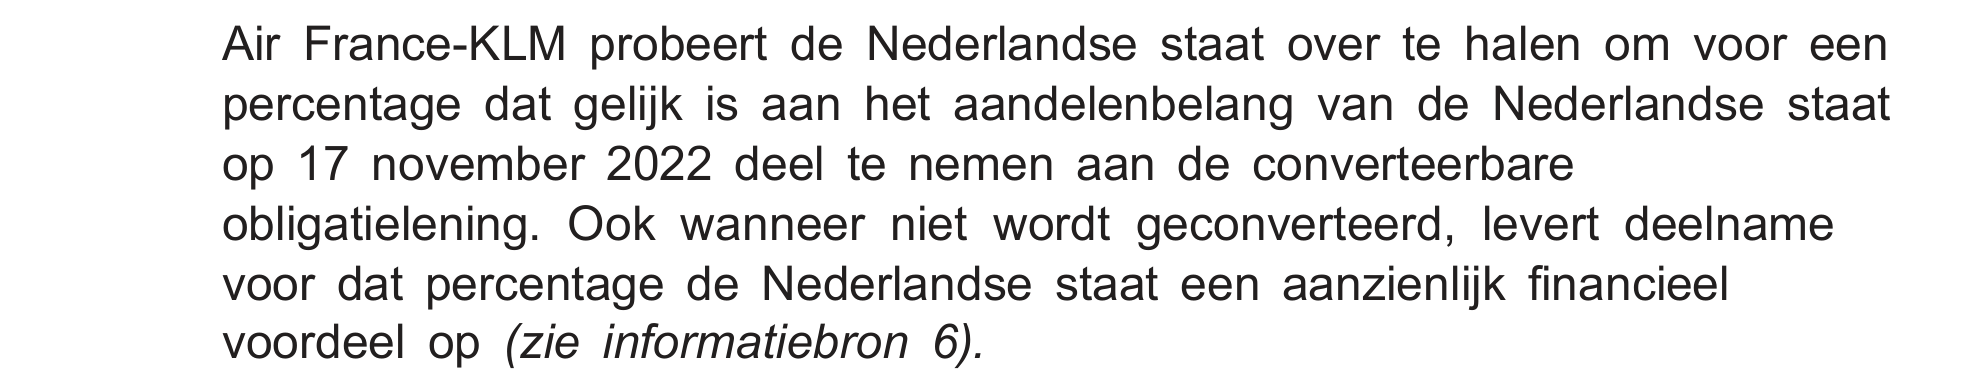 Air France-KLM probeert de Nederlandse staat over te halen om voor een
percentage dat gelijk is aan het aandelenbelang van de Nederlandse staat
op 17 november 2022 deel te nemen aan de converteerbare
obligatielening. Ook wanneer niet wordt geconverteerd, levert deelname
voor dat percentage de Nederlandse staat een aanzienlijk financieel
voordeel op (zie informatiebron 6).